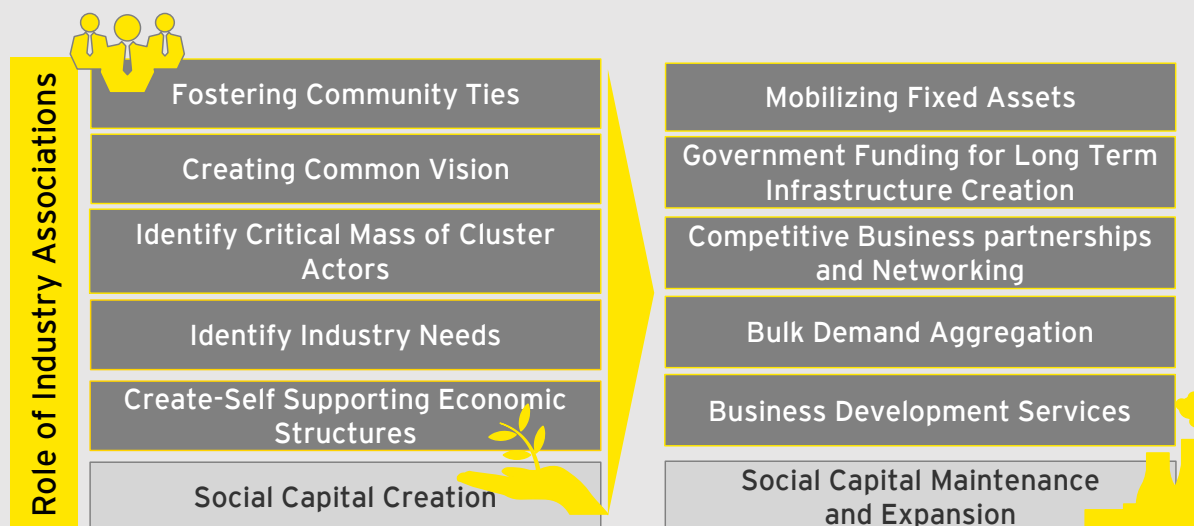 Role of Industry Associations
Fostering Community Ties
Creating Common Vision
Identify Critical Mass of Cluster
Actors
Identify Industry Needs
Create-Self Supporting Economic
Structures
Social Capital Creation
Mobilizing Fixed Assets
Government Funding for Long Term
Infrastructure Creation
Competitive Business partnerships
and Networking
Bulk Demand Aggregation
Business Development Services
Social Capital Maintenance
and Expansion